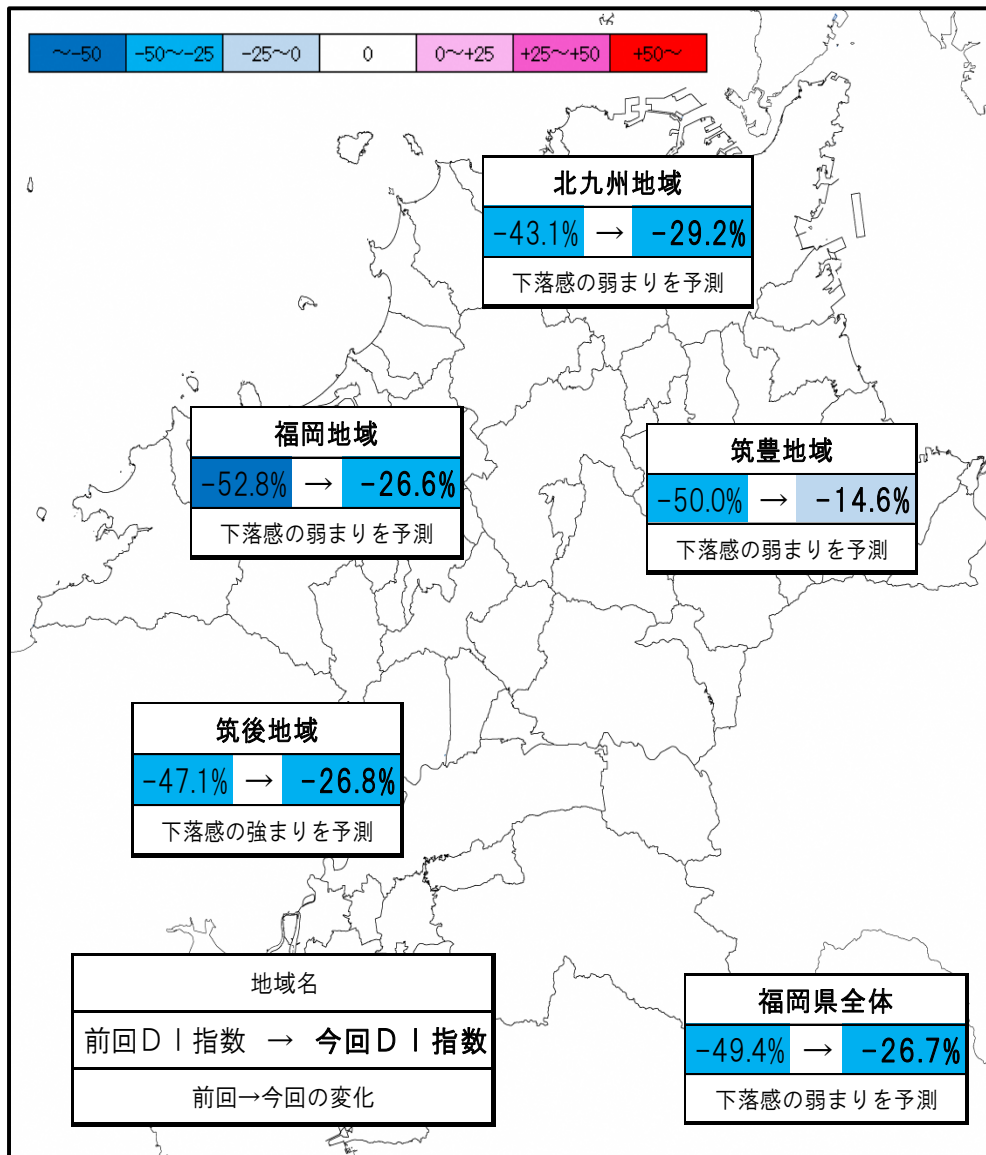 ～-50 -50～-25 -25～0 0 0～+25 +25～+50 +50～
北九州地域
-43.1% → -29.2%
下落感の弱まりを予測
福岡地域
-52.8% → -26.6%
下落感の弱まりを予測
筑豊地域
-50.0% → -14.6%
下落感の弱まりを予測
筑後地域
-47.1% → -26.8%
下落感の強まりを予測
地域名
前回ＤＩ指数 → 今回ＤＩ指数
前回→今回の変化
福岡県全体
-49.4% → -26.7%
下落感の弱まりを予測